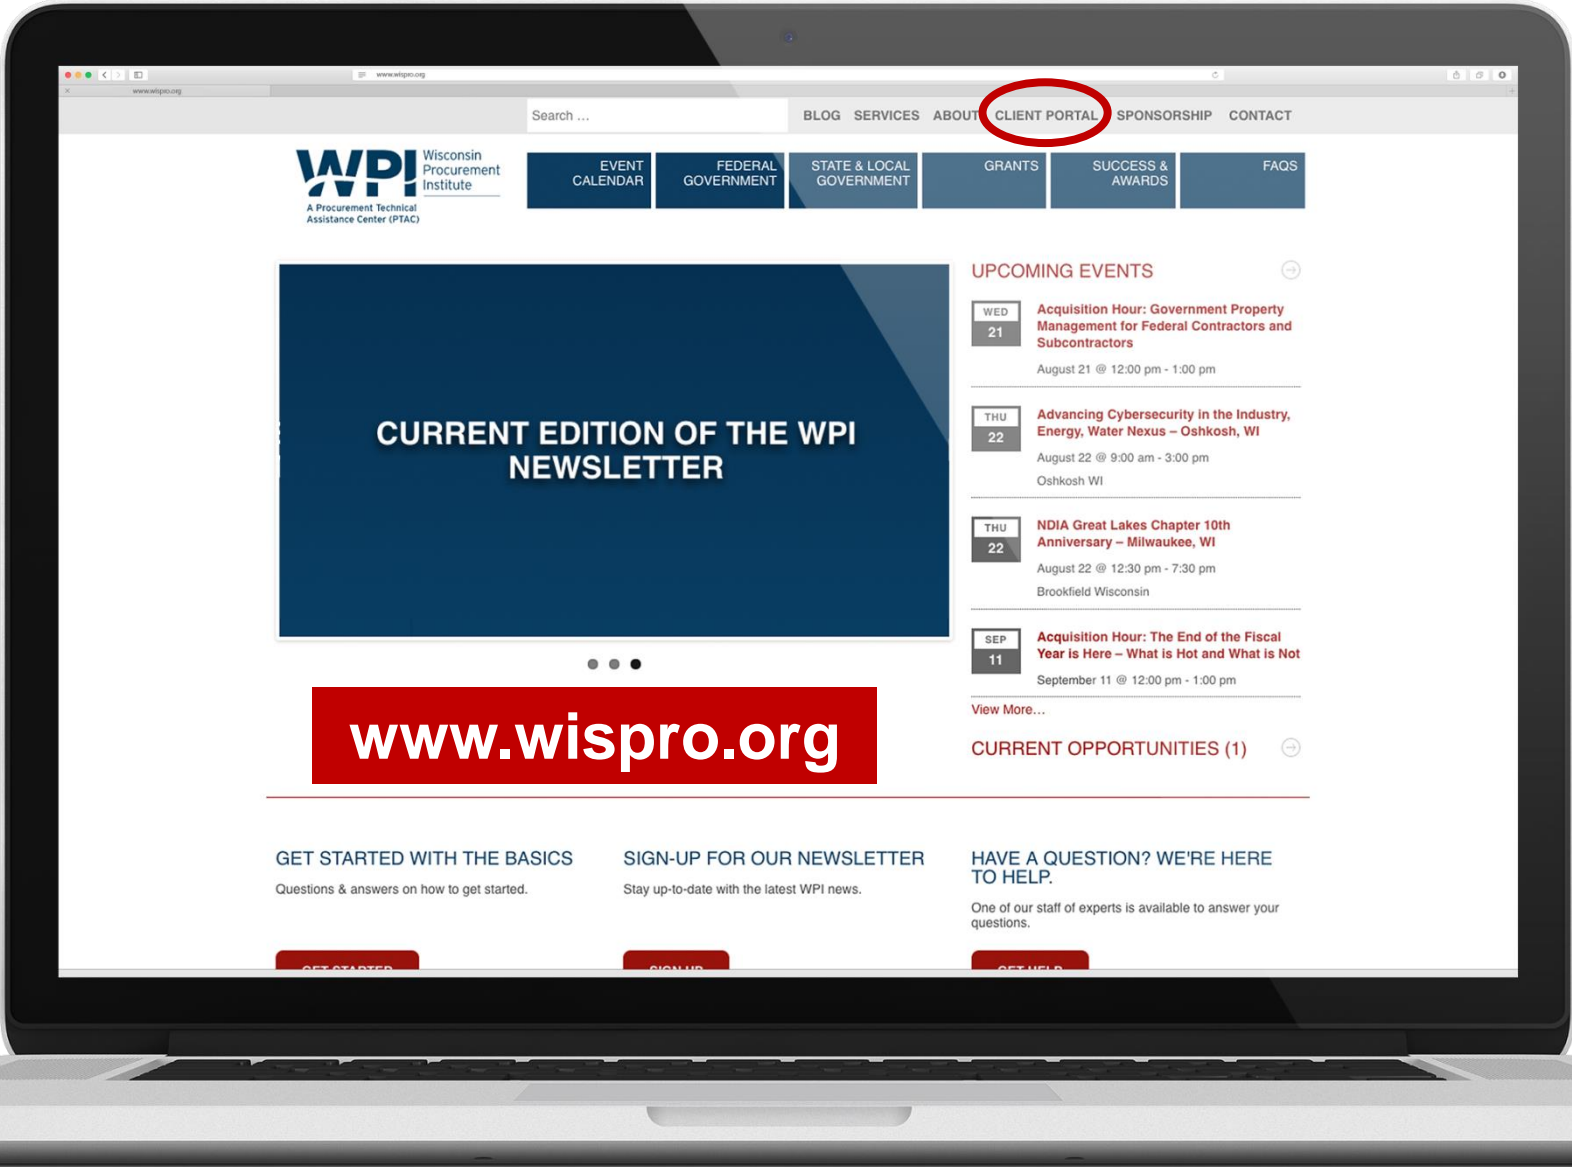 www.wispro.org
www.wispro.org
Search ...
BLOG SERVICES ABOUT CLIENT PORTAL SPONSORSHIP CONTACT
WPI Wisconsin
Procurement
Institute
A Procurement Technical
Assistance Center (PTAC)
EVENT
CALENDAR
FEDERAL
GOVERNMENT
STATE & LOCAL
GOVERNMENT
GRANTS
SUCCESS &
AWARDS
FAQS
CURRENT EDITION OF THE WPI
NEWSLETTER
www.wispro.org
UPCOMING EVENTS
WED
21
Acquisition Hour: Government Property
Management for Federal Contractors and
Subcontractors
August 21 @ 12:00 pm - 1:00 pm
THU
22
Advancing Cybersecurity in the Industry,
Energy, Water Nexus – Oshkosh, WI
August 22 @ 9:00 am - 3:00 pm
Oshkosh WI
THU
22
NDIA Great Lakes Chapter 10th
Anniversary – Milwaukee, WI
August 22 @ 12:30 pm - 7:30 pm
Brookfield Wisconsin
SEP
11
Acquisition Hour: The End of the Fiscal
Year is Here – What is Hot and What is Not
September 11 @ 12:00 pm - 1:00 pm
View More...
CURRENT OPPORTUNITIES (1)
GET STARTED WITH THE BASICS
Questions & answers on how to get started.
GET STARTED
SIGN-UP FOR OUR NEWSLETTER
Stay up-to-date with the latest WPI news.
SIGN UP
HAVE A QUESTION? WE'RE HERE
TO HELP.
One of our staff of experts is available to answer your
questions.
GET HELP